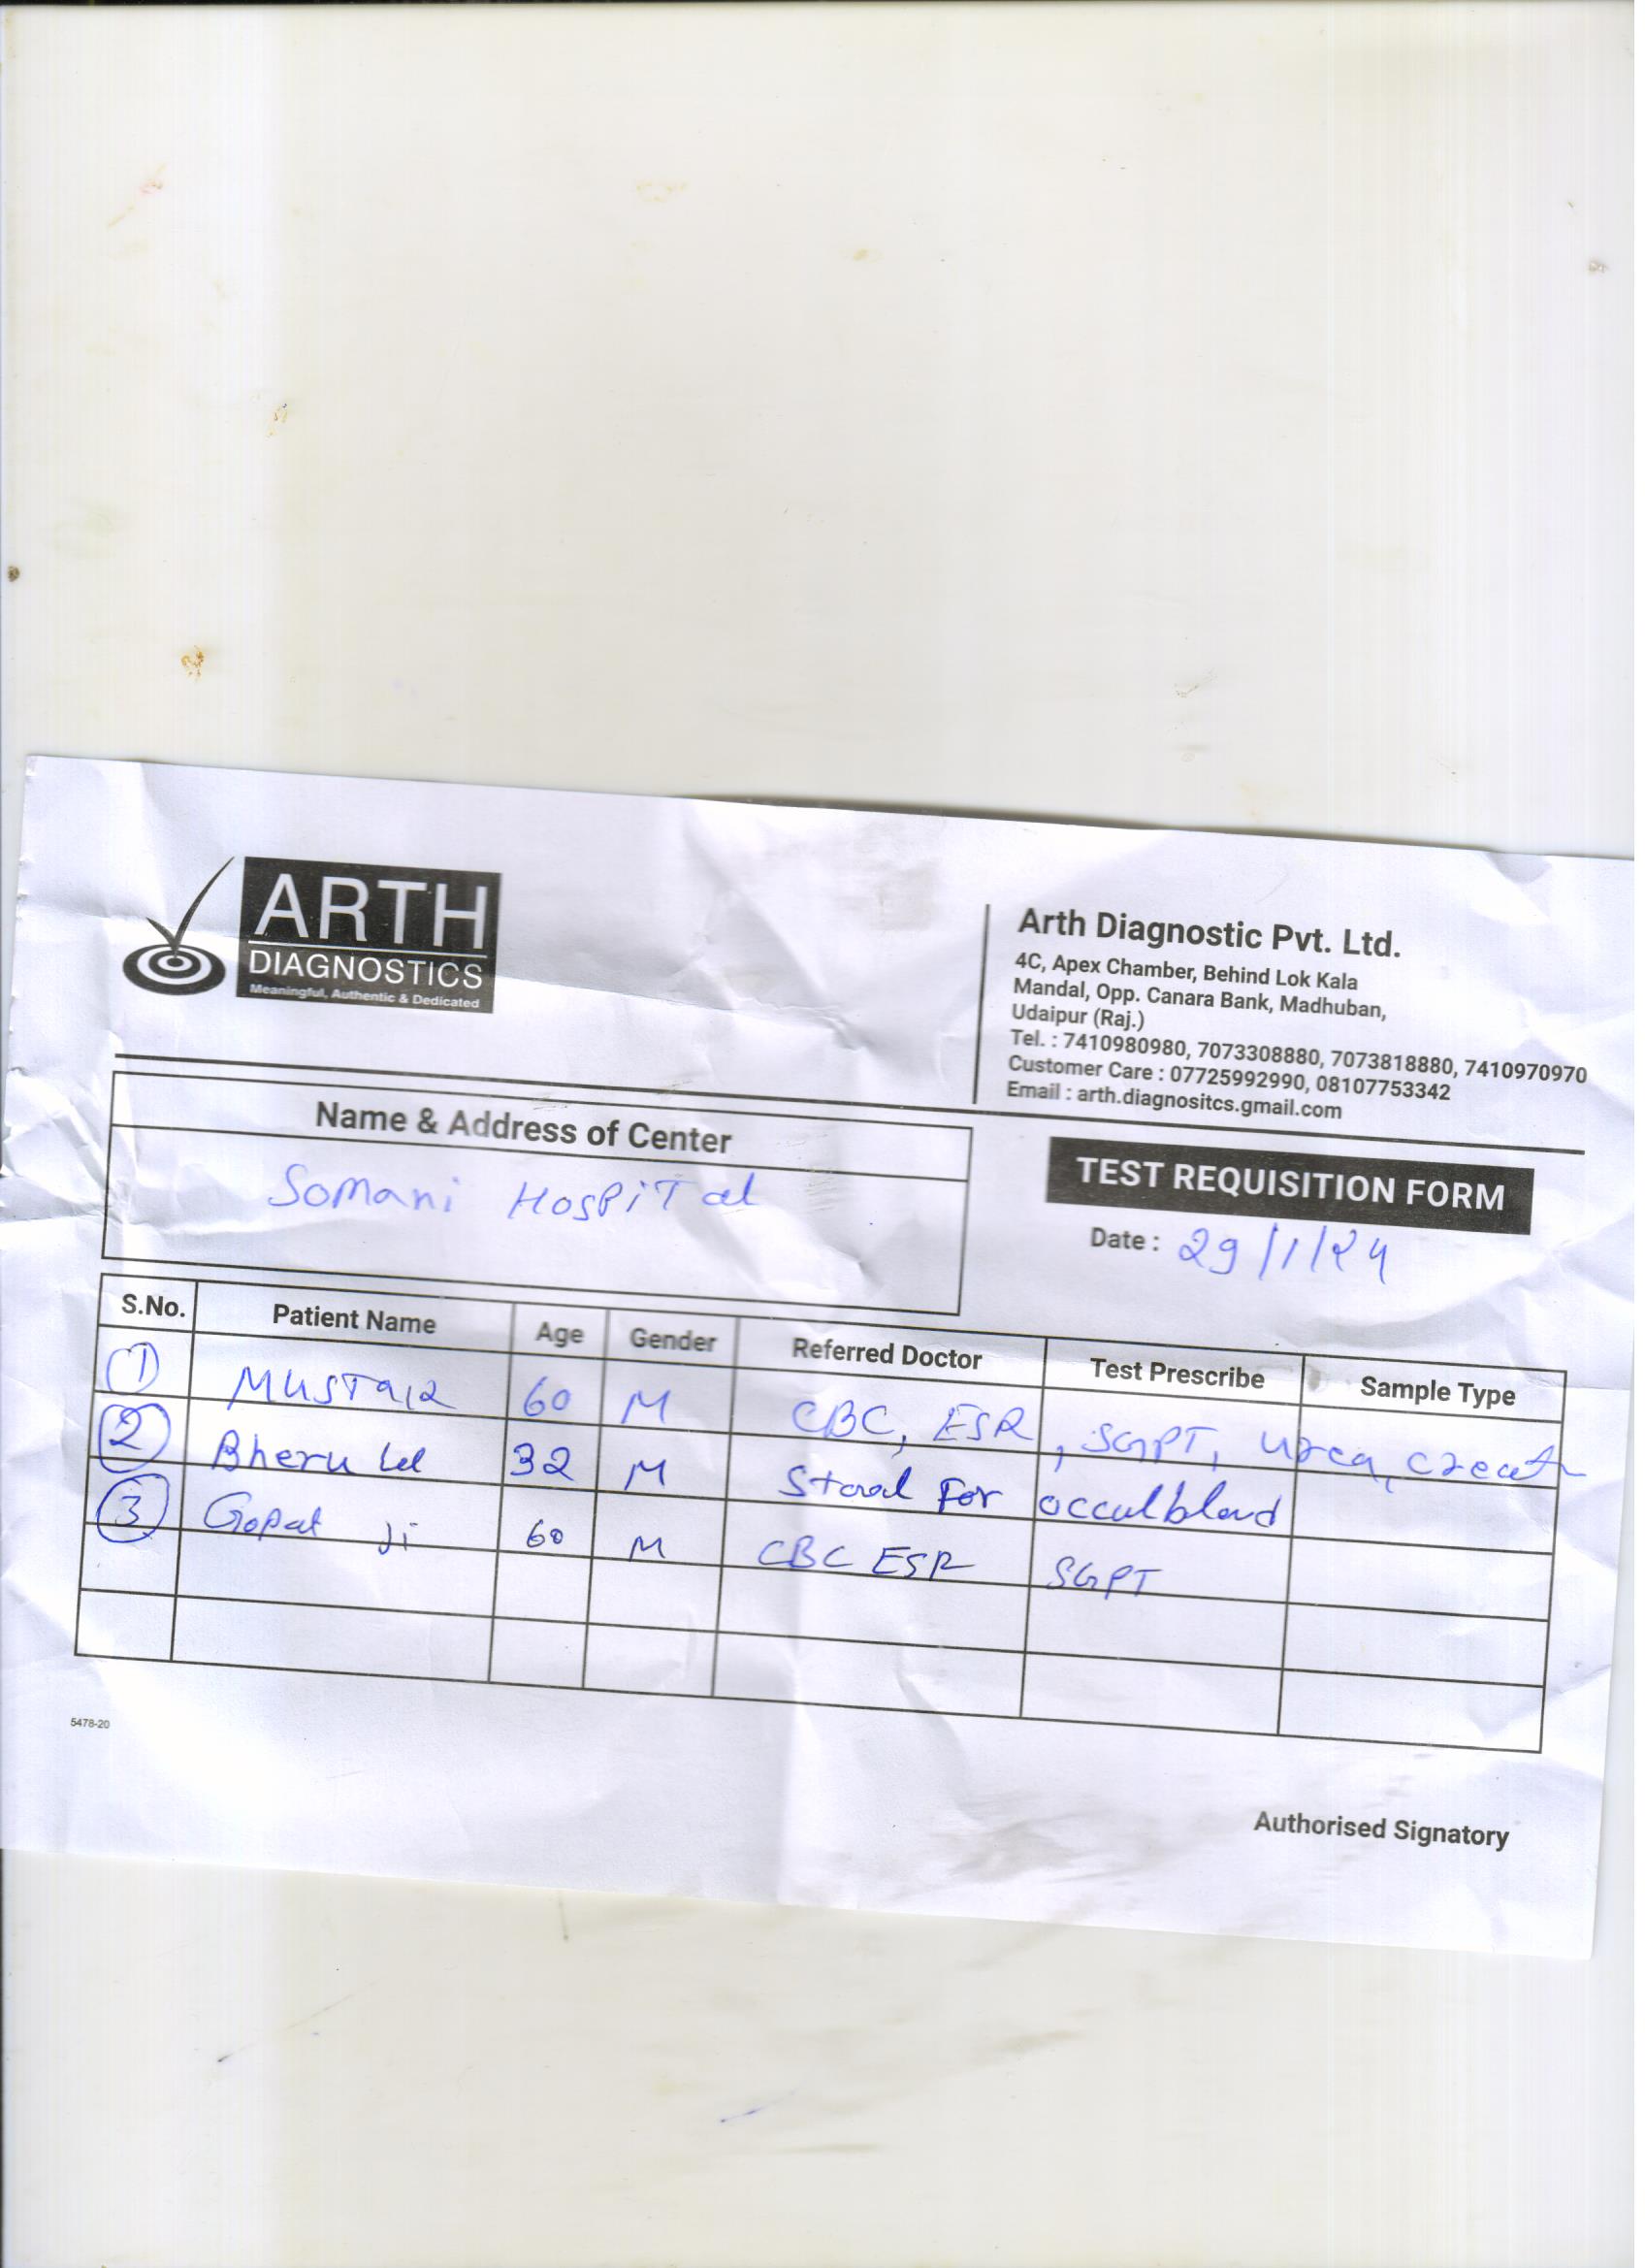 ARTH
DIAGNOSTICS
Meaningful, Authentic & Dedicated
Arth Diagnostic Pvt. Ltd.
4C, Apex Chamber, Behind Lok Kala
Mandal, Opp. Canara Bank, Madhuban,
Udaipur (Raj.)
Tel. : 7410980980, 7073308880, 7073818880, 7410970970
Customer Care : 07725992990, 08107753342
Email : arth.diagnositcs.gmail.com
Name & Address of Center
Somani HospiTal
TEST REQUISITION FORM
Date : 29/1/24
S.No. Patient Name Age Gender Referred Doctor Test Prescribe Sample Type
1 60 M CBC, ESR, SGPT, Urea, creat
2 Bheru lal 32 M Stool For occulblood
3 Gopal Ji 60 M CBC ESR SGPT
5478-20
Authorised Signatory